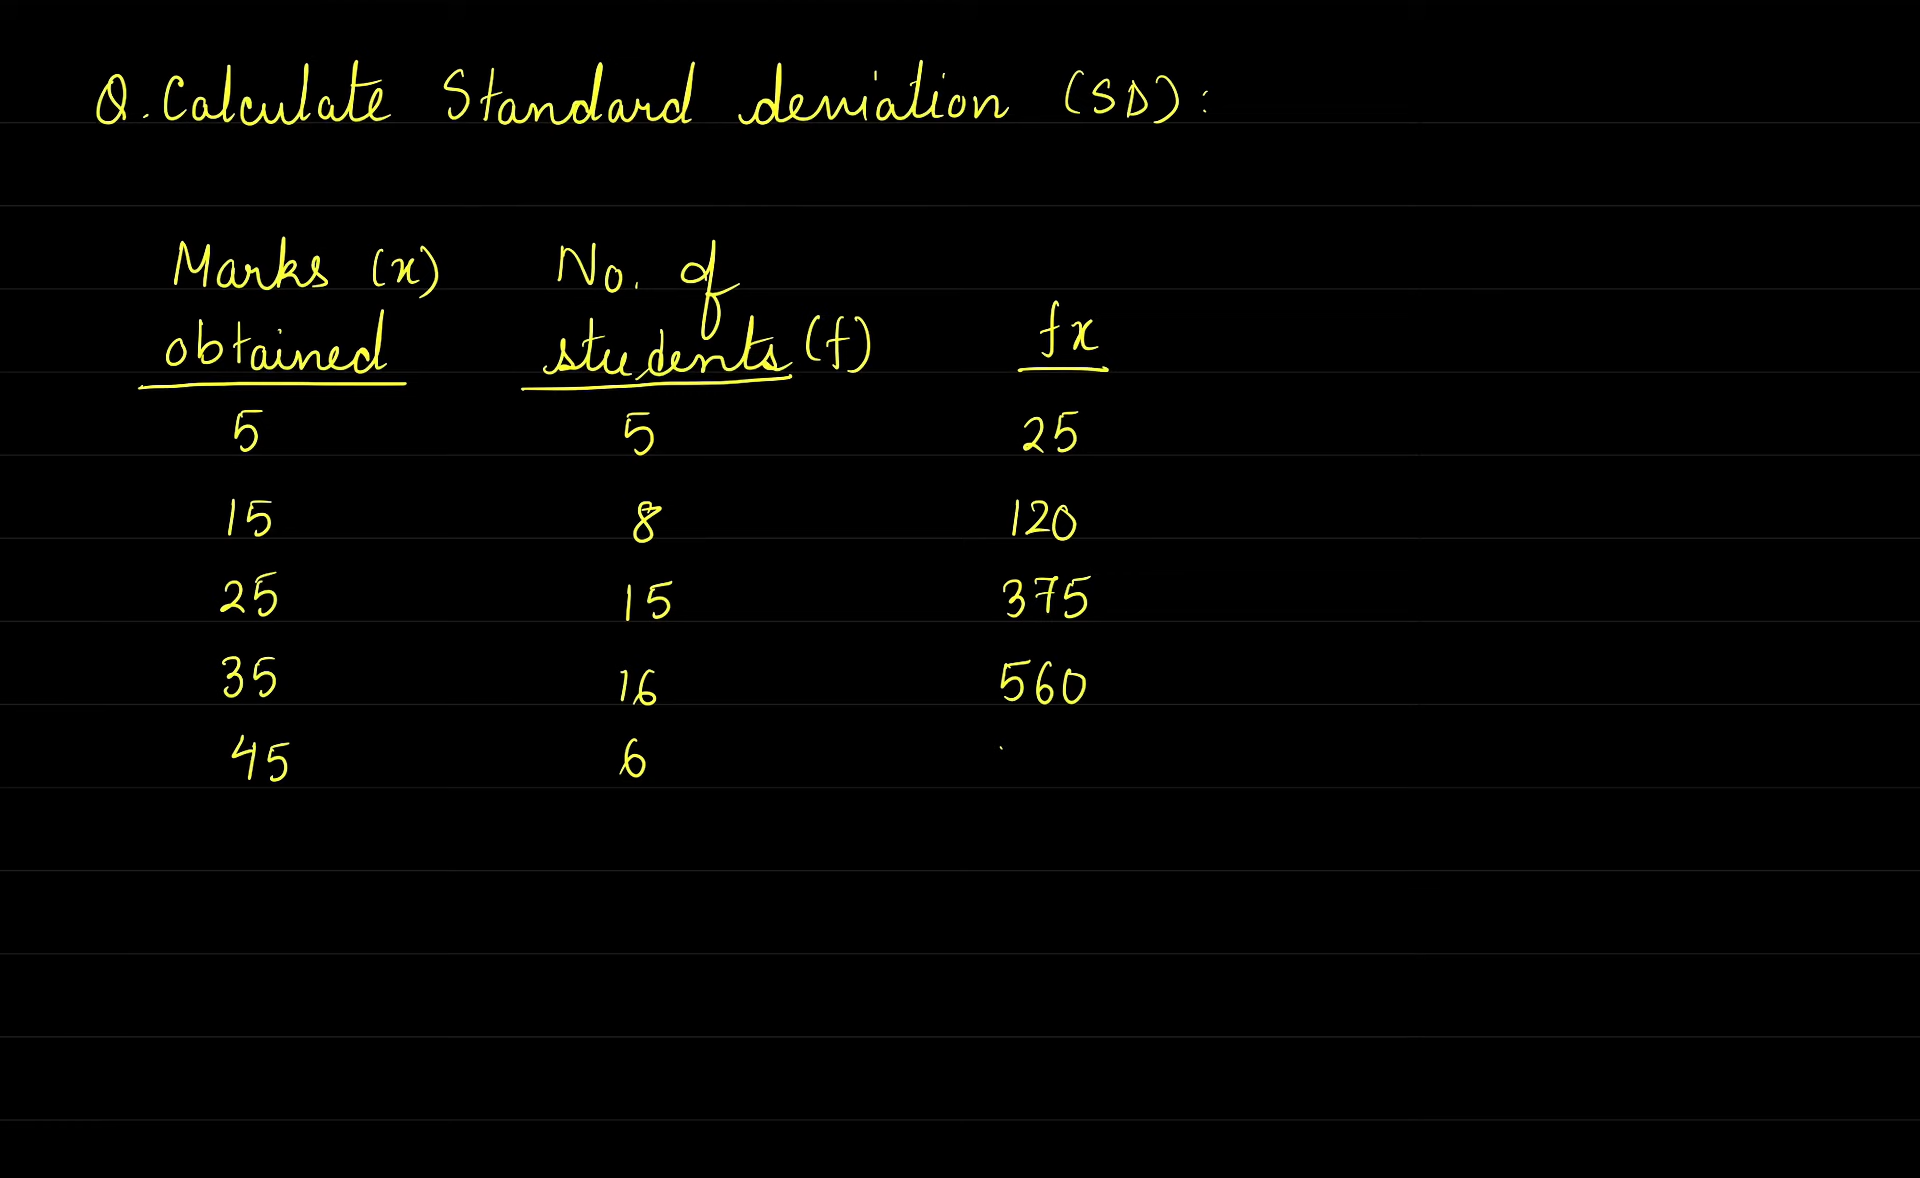 Q. Calculate Standard deviation (SD):
Marks (x) No. of
obtained students (f) fx
5 5 25
15 8 120
25 15 375
35 16 560
45 6